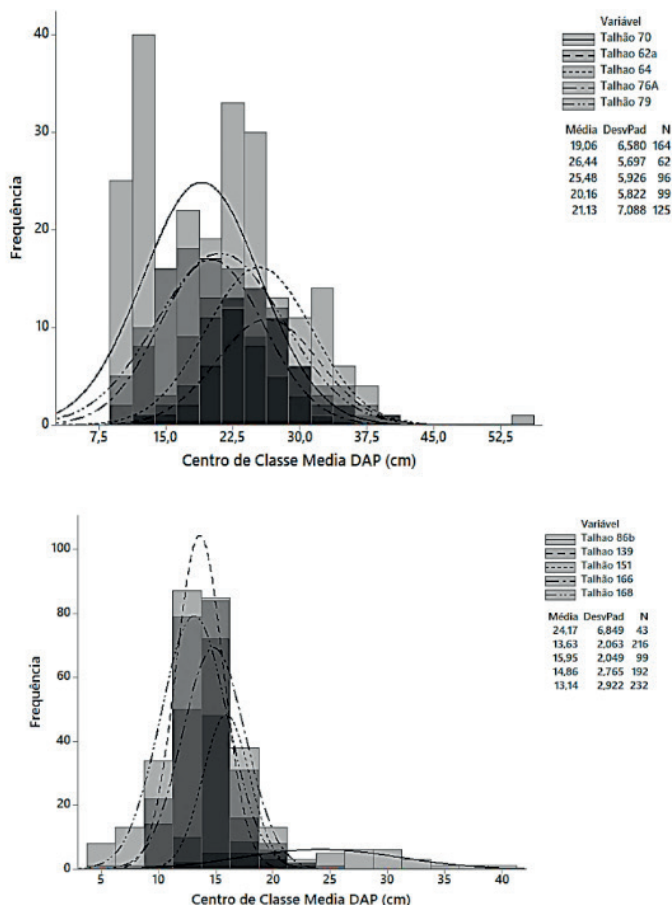 Variável
Talhão 70
Talhao 62a
Talhao 64
Talhao 76A
Talhão 79
Média DesvPad N
19,06 6,580 164
26,44 5,697 62
25,48 5,926 96
20,16 5,822 99
21,13 7,088 125
Frequência
40
30
20
10
0
7,5 15,0 22,5 30,0 37,5 45,0 52,5
Centro de Classe Media DAP (cm)
Variável
Talhao 86b
Talhão 139
Talhão 151
Talhão 166
Talhão 168
Média DesvPad N
24,17 6,849 43
13,63 2,063 216
15,95 2,049 99
14,86 2,765 192
13,14 2,922 232
Frequência
100
80
60
40
20
0
5 10 15 20 25 30 35 40
Centro de Classe Media DAP (cm)